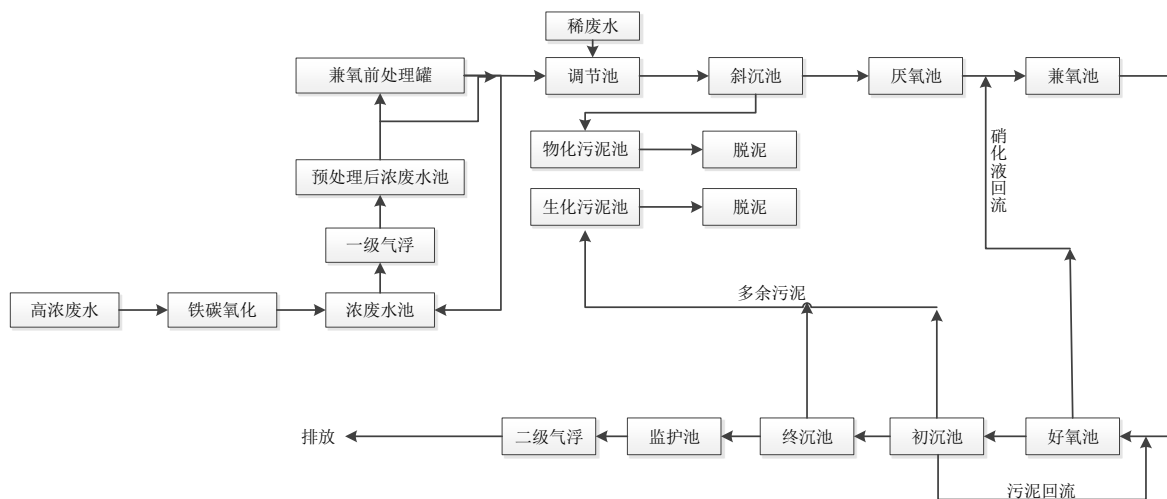 稀废水
兼氧前处理罐
调节池
斜沉池
厌氧池
兼氧池
物化污泥池
脱泥
硝化液回流
预处理后浓废水池
生化污泥池
脱泥
一级气浮
多余污泥
高浓废水
铁碳氧化
浓废水池
排放
二级气浮
监护池
终沉池
初沉池
好氧池
污泥回流